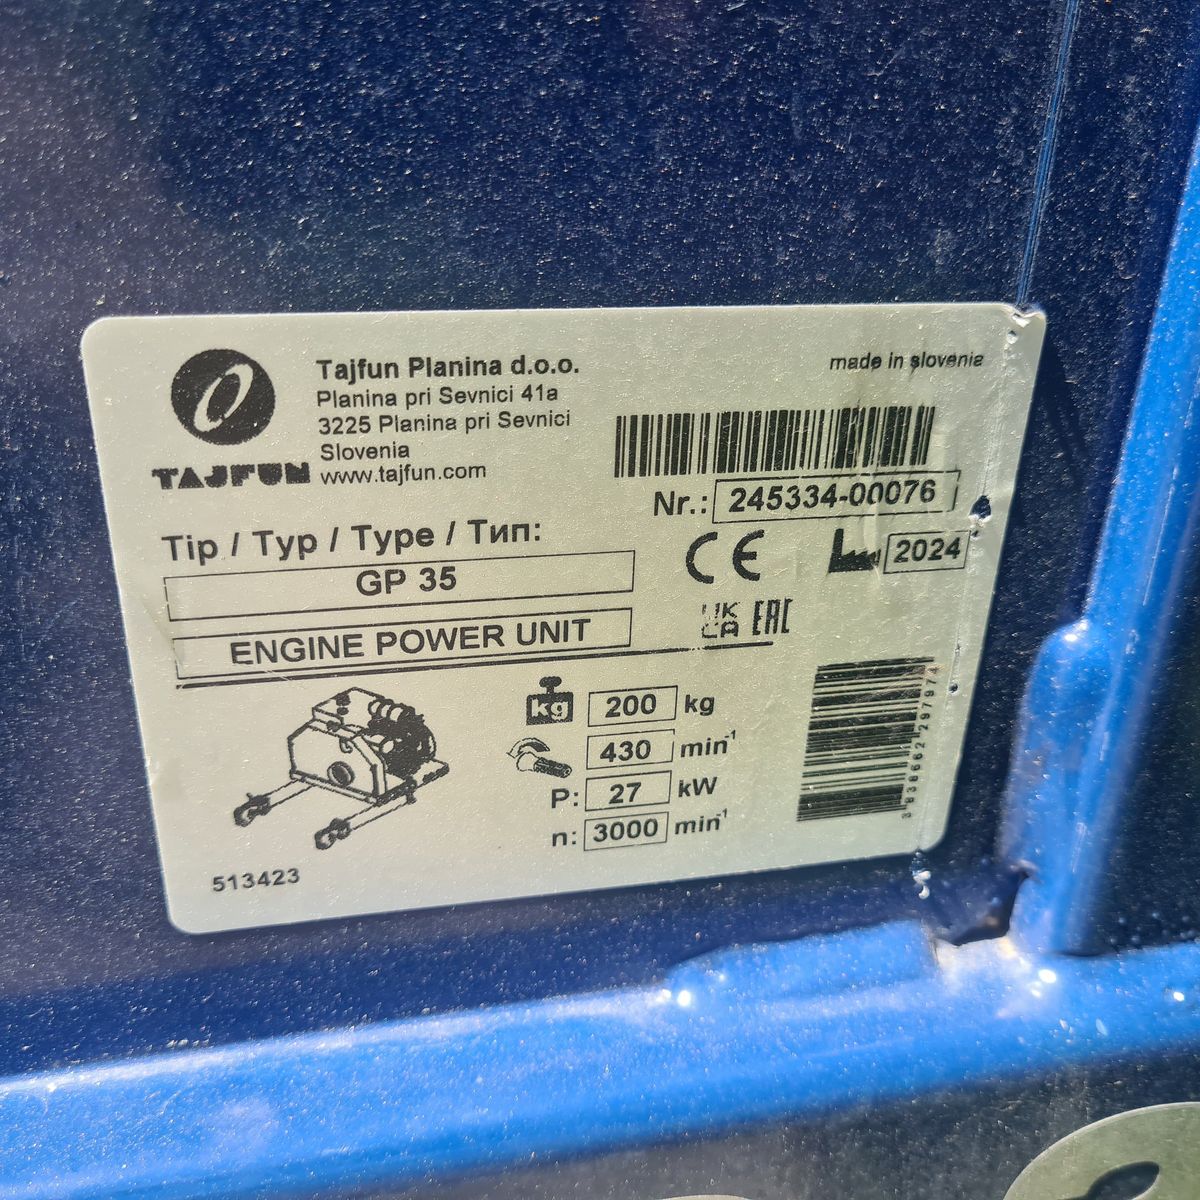 TAJFUN
Tajfun Planina d.o.o.
Planina pri Sevnici 41a
3225 Planina pri Sevnici
Slovenia
www.tajfun.com
made in slovenia
Nr.: 245334-00076
Tip / Typ / Type / Тип:
GP 35
ENGINE POWER UNIT
CE
2024
UK
CA
EAC
kg 200 kg
430 min-1
P: 27 kW
n: 3000 min-1
3838662297974
513423